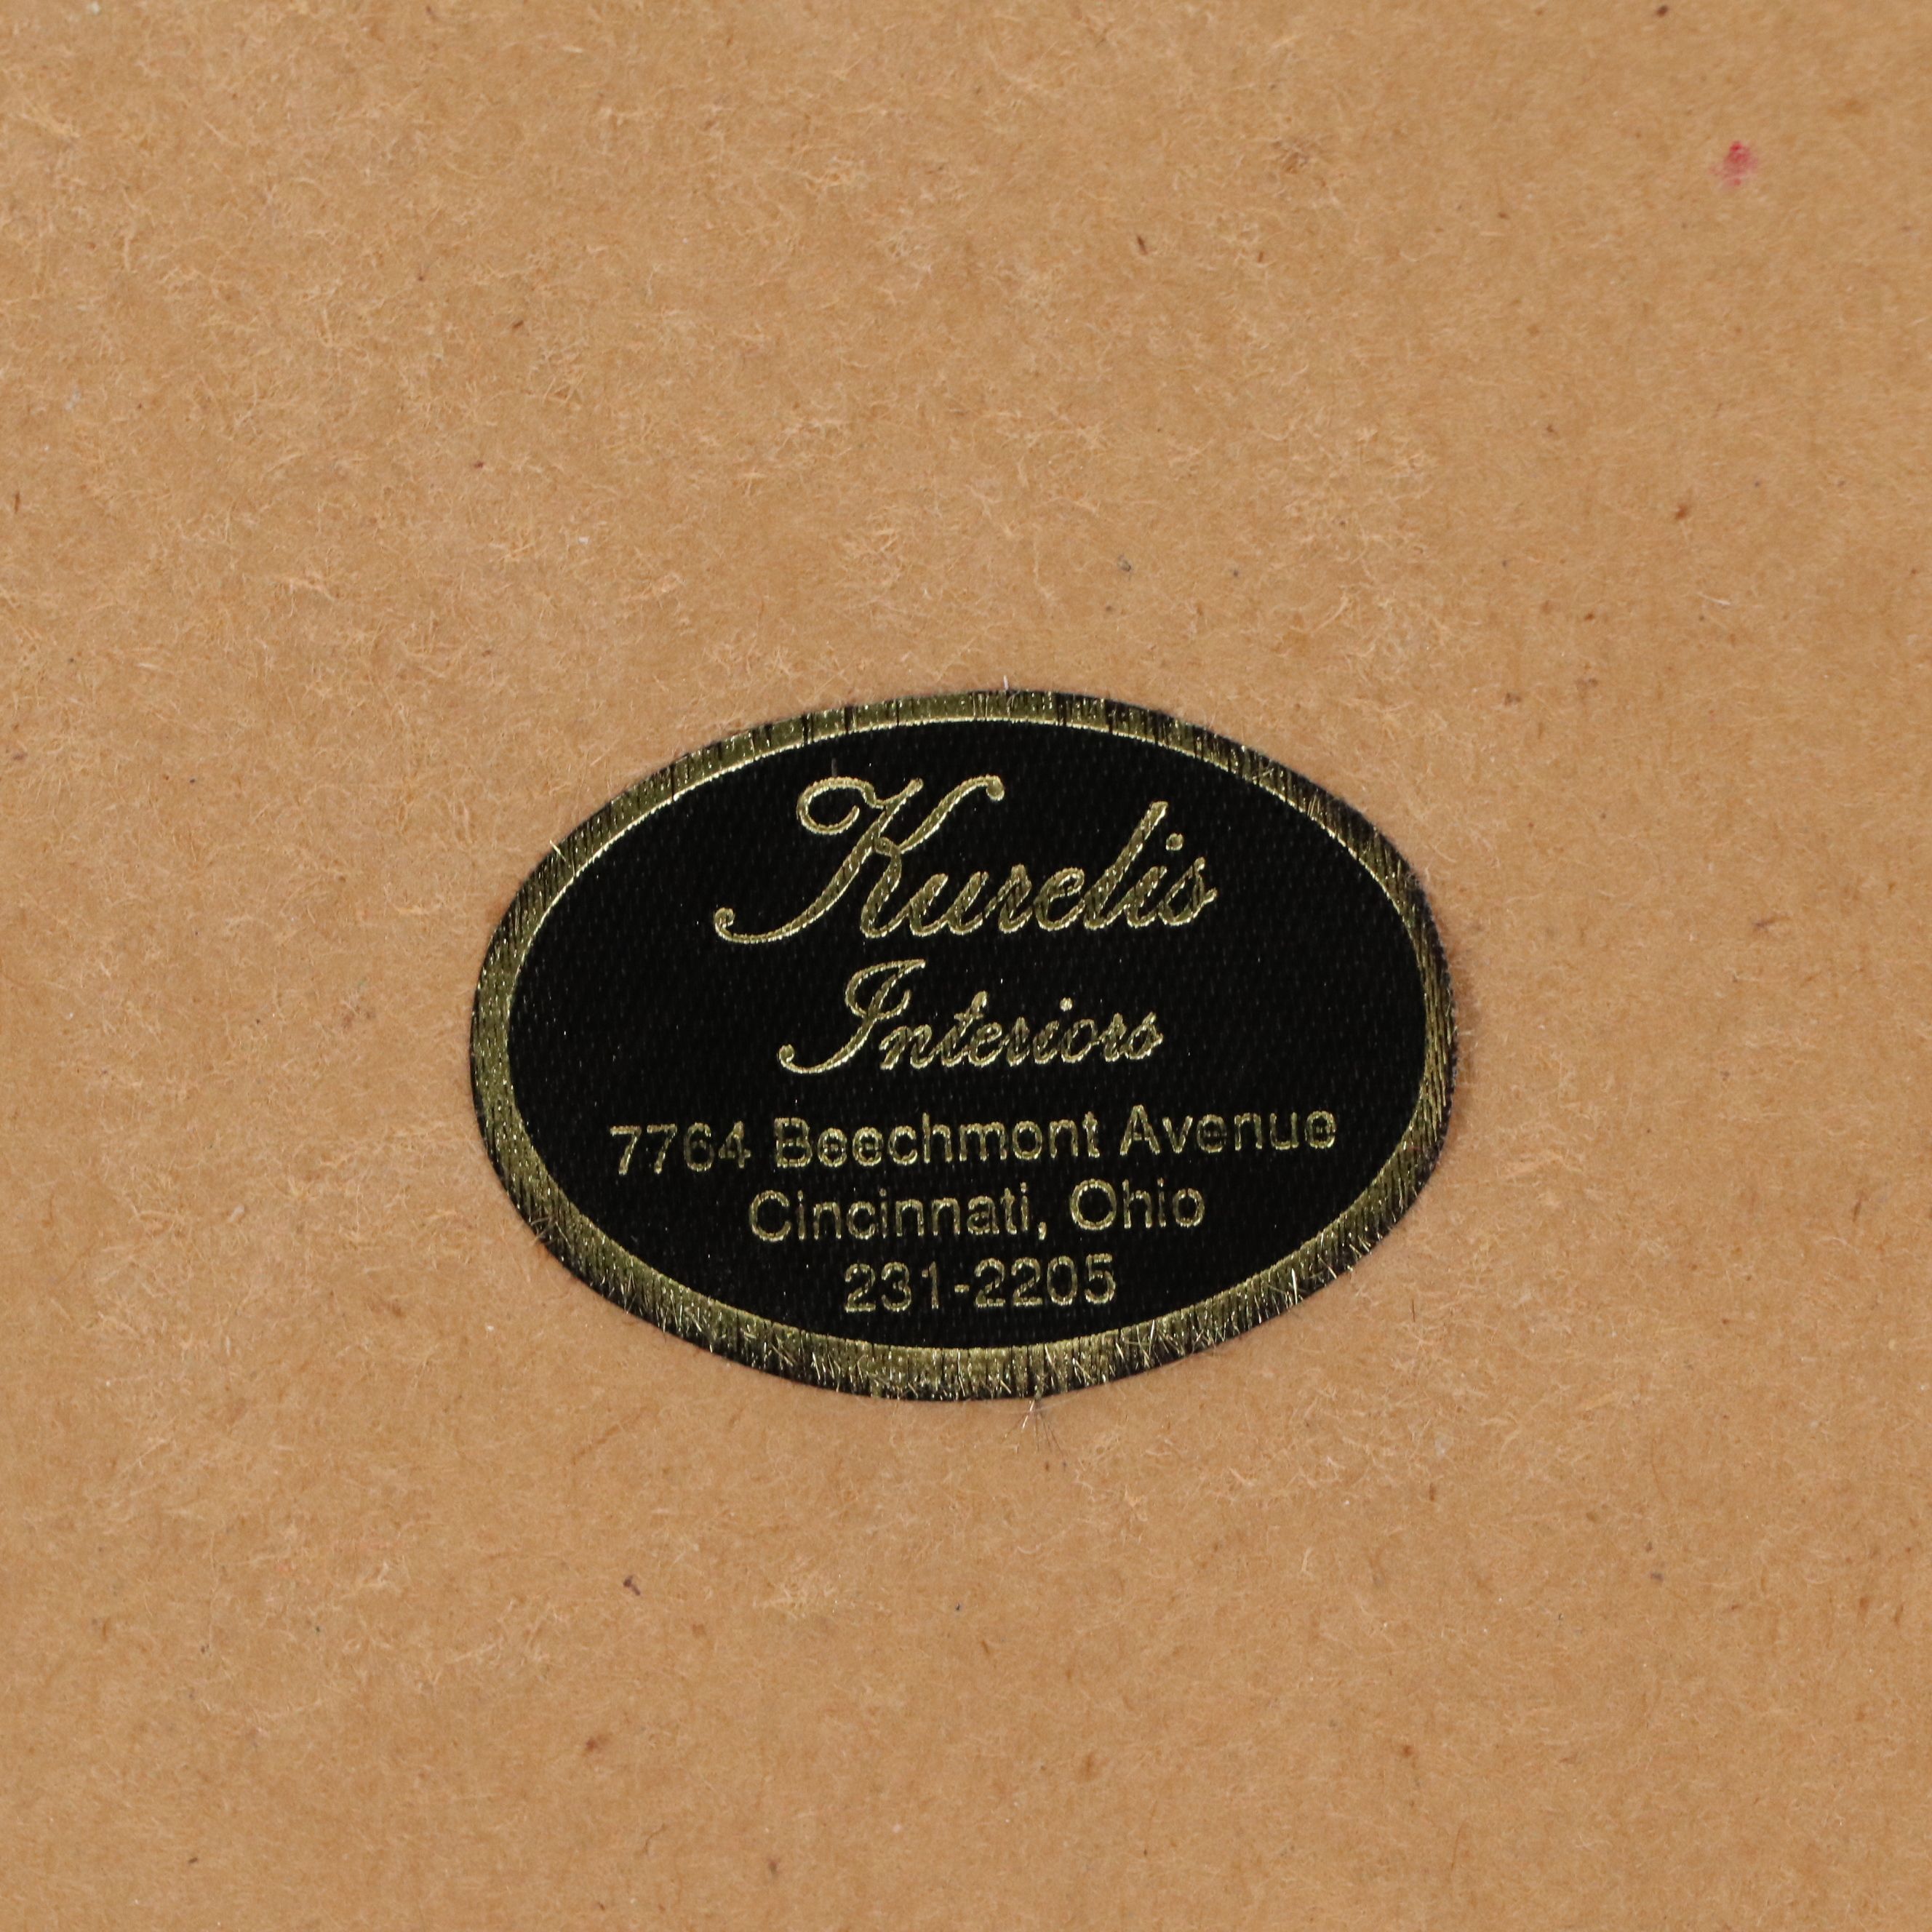 Kurelis
Interiors
7764 Beechmont Avenue
Cincinnati, Ohio
231-2205